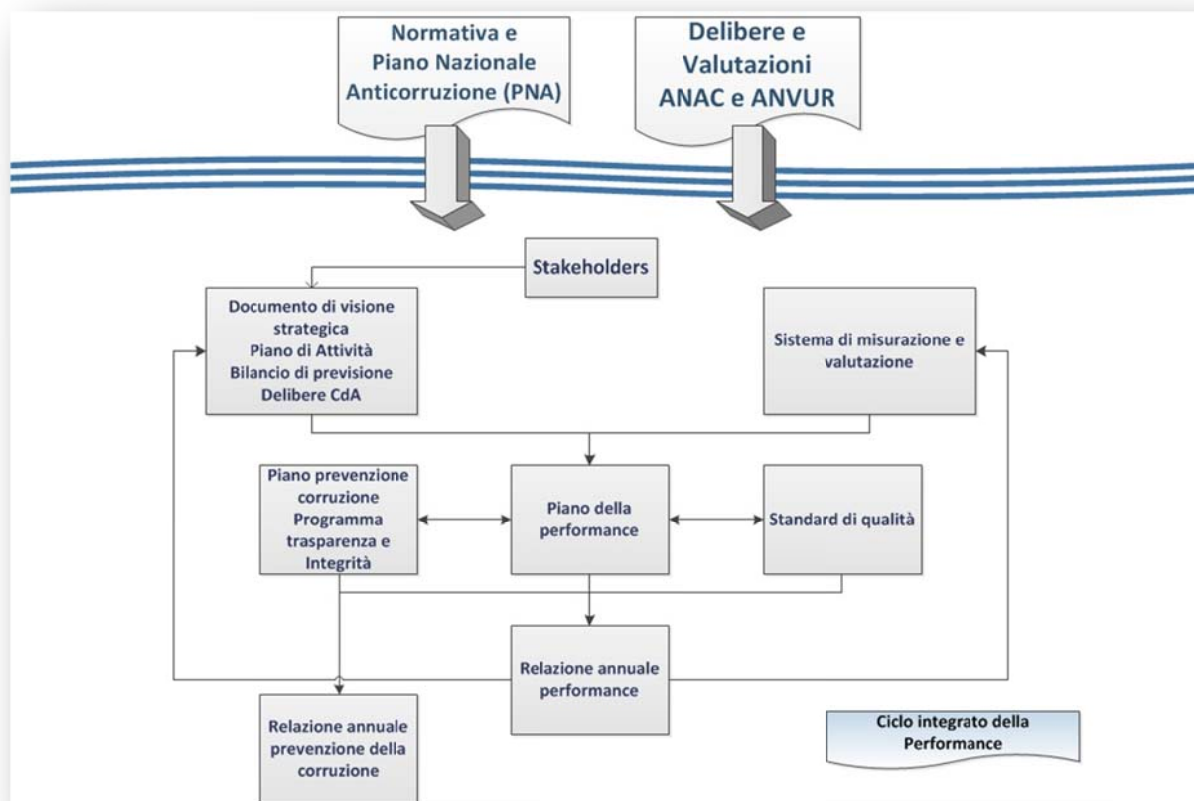 Normativa e
Piano Nazionale
Anticorruzione (PNA)
Delibere e
Valutazioni
ANAC e ANVUR
Stakeholders
Documento di visione
strategica
Piano di Attività
Bilancio di previsione
Delibere CdA
Sistema di misurazione e
valutazione
Piano prevenzione
corruzione
Programma
trasparenza e
Integrità
Piano della
performance
Standard di qualità
Relazione annuale
performance
Relazione annuale
prevenzione della
corruzione
Ciclo integrato della
Performance